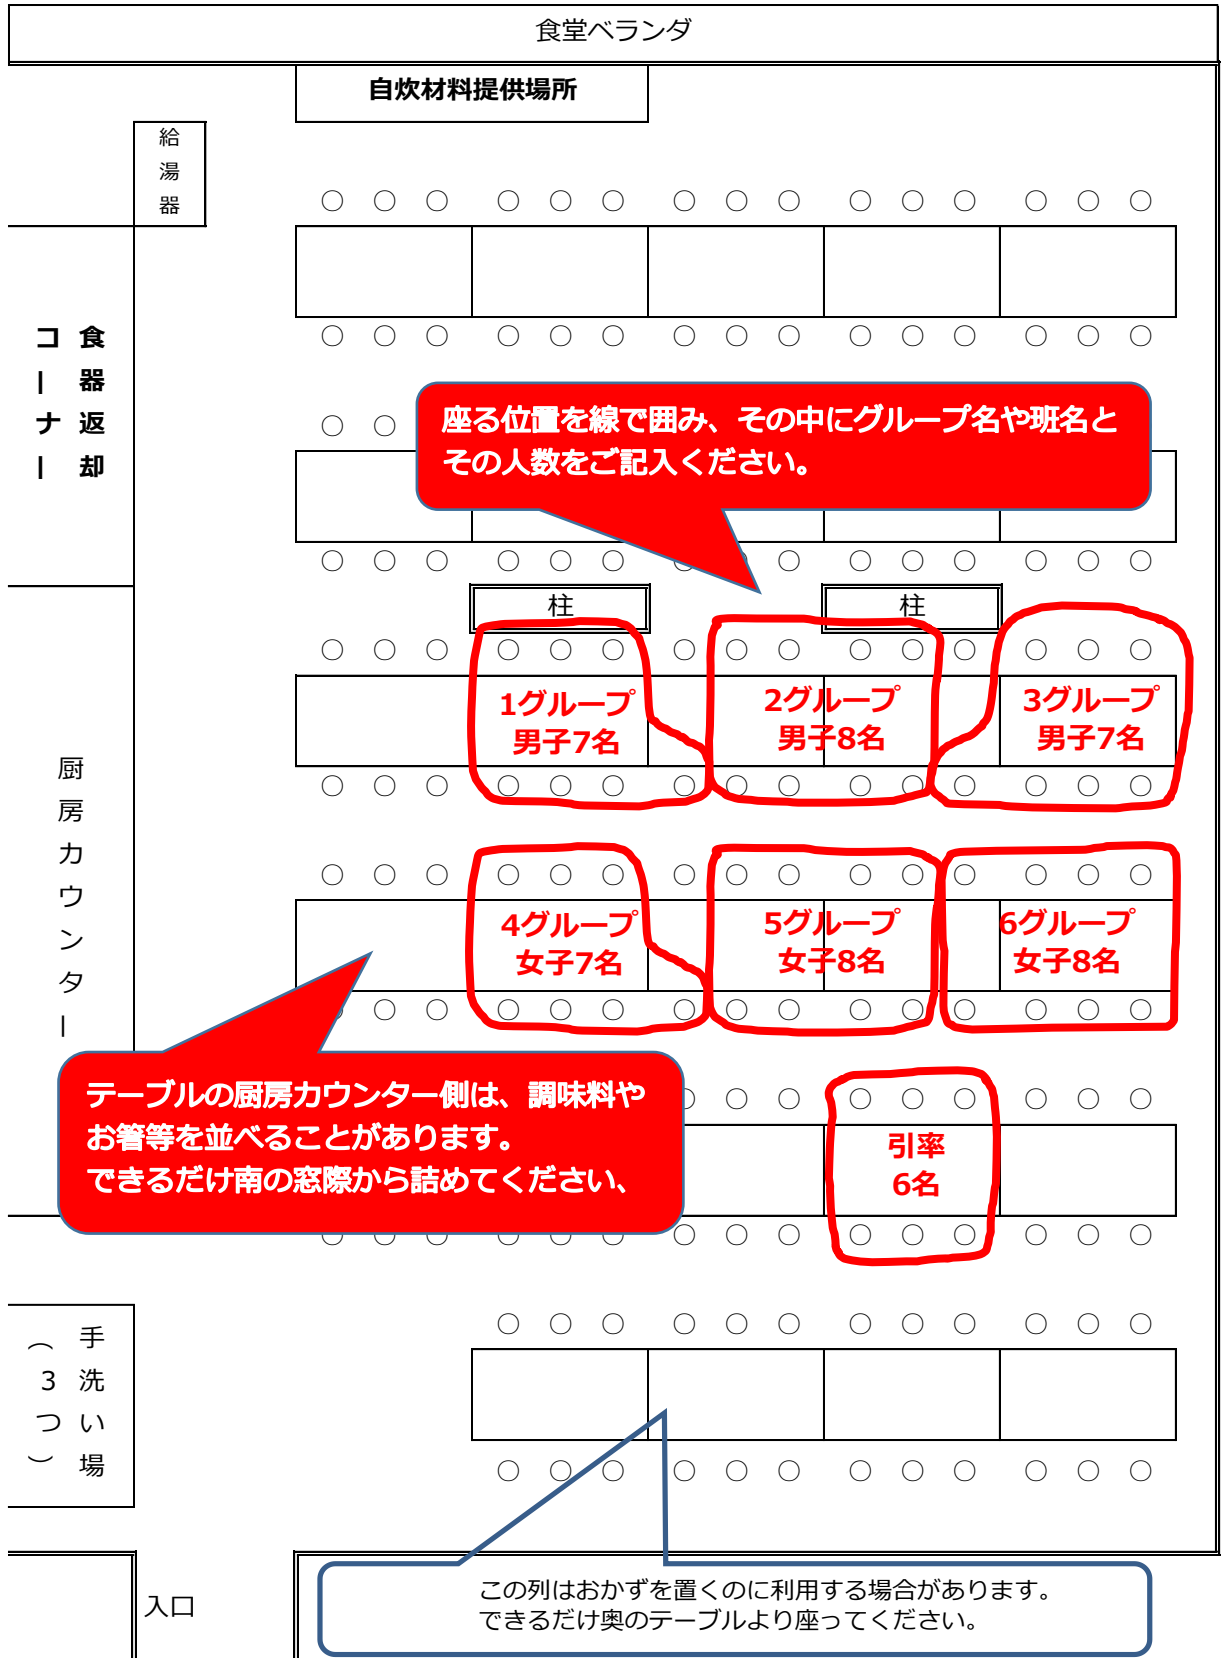 食堂ベランダ
自炊材料提供場所
給湯器
食器返却
コーナー
座る位置を線で囲み、その中にグループ名や班名と
その人数をご記入ください。
柱
柱
1グループ
男子7名
2グループ
男子8名
3グループ
男子7名
厨房カウンター
4グループ
女子7名
5グループ
女子8名
6グループ
女子8名
テーブルの厨房カウンター側は、調味料や
お箸等を並べることがあります。
できるだけ南の窓際から詰めてください、
引率
6名
手洗い場
（3つ）
この列はおかずを置くのに利用する場合があります。
できるだけ奥のテーブルより座ってください。
入口